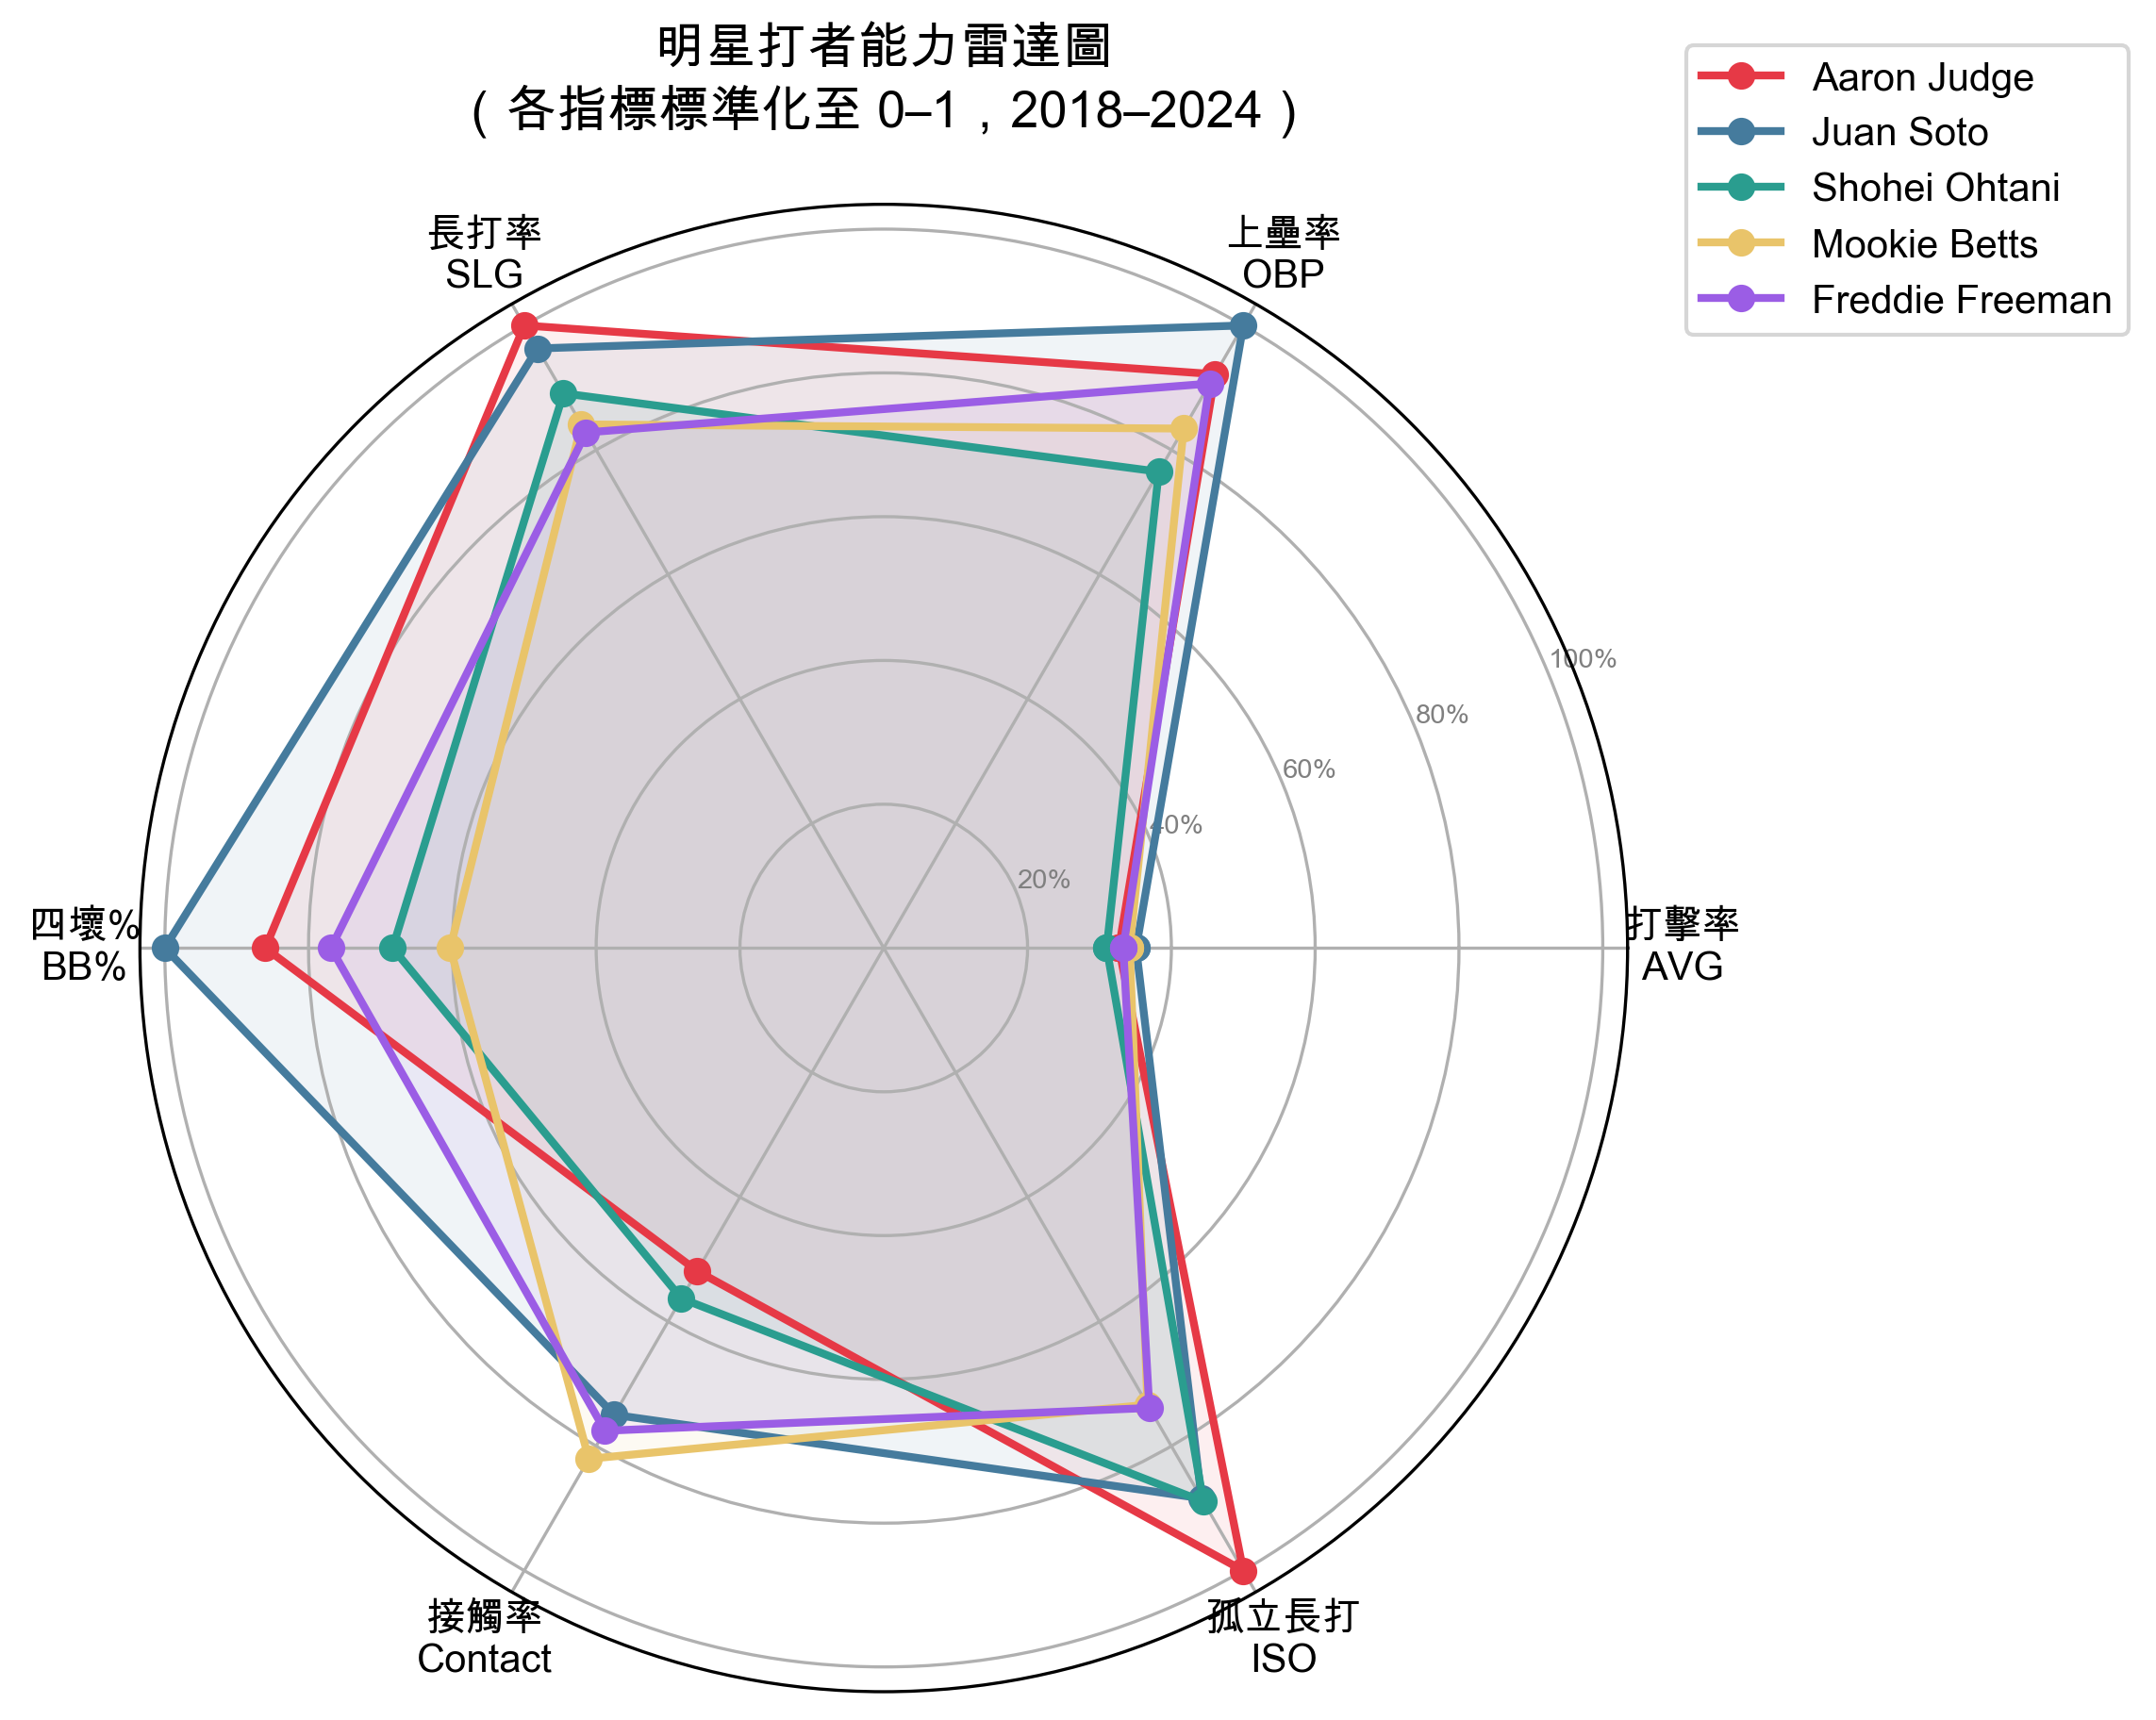 明星打者能力雷達圖
（各指標標準化至 0–1，2018–2024）
Aaron Judge
Juan Soto
Shohei Ohtani
Mookie Betts
Freddie Freeman
長打率
SLG
上壘率
OBP
100%
80%
60%
40%
20%
四壞%
BB%
打擊率
AVG
接觸率
Contact
孤立長打
ISO